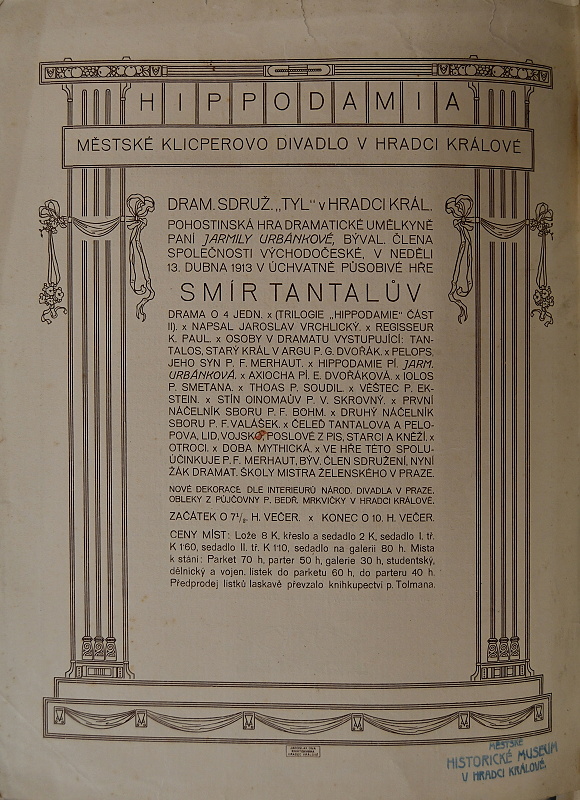 HIPPODAMIA
MĚSTSKÉ KLICPEROVO DIVADLO V HRADCI KRÁLOVÉ
DRAM. SDRUŽ. „TYL" V HRADCI KRÁL.
POHOSTINSKÁ HRA DRAMATICKÉ UMĚLKYNĚ
PANÍ JARMILY URBÁNKOVÉ, BÝVAL. ČLENA
SPOLEČNOSTI VÝCHODOČESKÉ, V NEDĚLI
13. DUBNA 1913 V ÚCHVATNĚ PŮSOBIVÉ HŘE
SMÍR TANTALŮV
DRAMA O 4 JEDN. x (TRILOGIE „HIPPODAMIE" ČÁST
II). x NAPSAL JAROSLAV VRCHLICKÝ. x REGISSEUR
K. PAUL. x OSOBY V DRAMATU VYSTUPUJÍCÍ: TAN-
TALOS, STARÝ KRÁL V ARGU P. G. DVOŘÁK. x PELOPS,
JEHO SYN P. F. MERHAUT. x HIPPODAMIE PÍ. JARM.
URBÁNKOVÁ. x AXIOCHA PÍ. E. DVOŘÁKOVÁ. x IOLOS
P. SMETANA. x THOAS P. SOUDIL. x VĚŠTEC P. EK-
STEIN. x STÍN OINOMAŮV P. V. SKROVNÝ. x PRVNÍ
NÁČELNÍK SBORU P. F. BÖHM. x DRUHÝ NÁČELNÍK
SBORU P. F. VALÁŠEK. x ČELEĎ TANTALOVA A PELO-
POVA, LID, VOJSKO, POSLOVÉ Z PIS, STARCI A KNĚŽÍ. x
OTROCI. x DOBA MYTHICKÁ. x VE HŘE TÉTO SPOLU-
ÚČINKUJE P. F. MERHAUT, BÝV. ČLEN SDRUŽENÍ, NYNÍ
ŽÁK DRAMAT. ŠKOLY MISTRA ŽELENSKÉHO V PRAZE.
NOVÉ DEKORACE DLE INTERIEURŮ NÁROD. DIVADLA V PRAZE.
OBLEKY Z PŮJČOVNY P. BEDŘ. MRKVIČKY V HRADCI KRÁLOVÉ.
ZAČÁTEK O 7½ H. VEČER. x KONEC O 10. H. VEČER.
CENY MÍST: Lože 8 K, křeslo a sedadlo 2 K, sedadlo I. tř.
K 1'60, sedadlo II. tř. K 1'10, sedadlo na galerii 80 h. Místa
k stání: Parket 70 h, parter 50 h, galerie 30 h, studentský,
dělnický a vojen. lístek do parketu 60 h, do parteru 40 h.
Předprodej lístků laskavě převzalo knihkupectví p. Tolmana.
MĚSTSKÉ
HISTORICKÉ MUSEUM
V HRADCI KRÁLOVÉ.